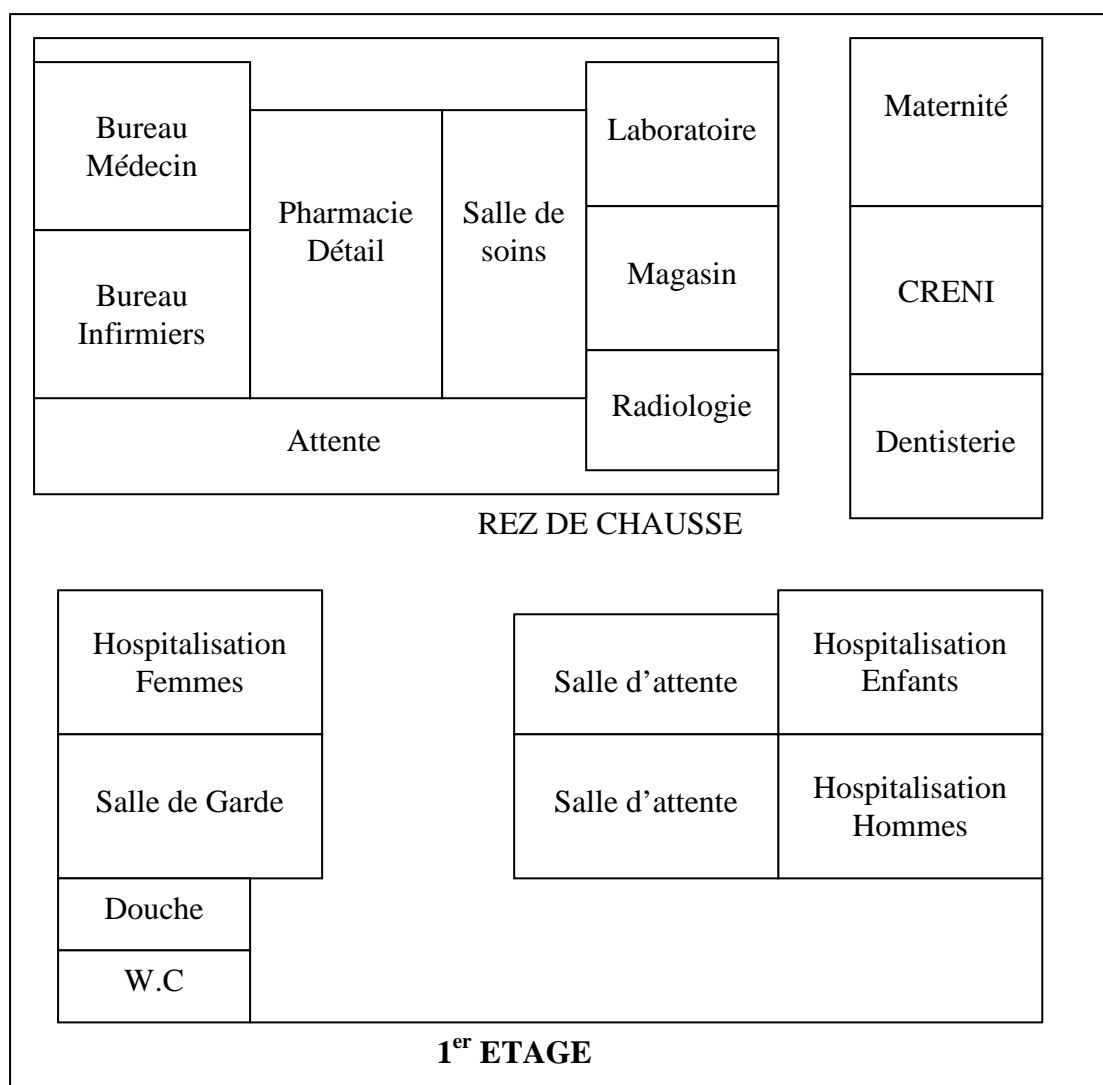 Bureau
Médecin
Pharmacie
Détail
Salle de
soins
Laboratoire
Maternité
Bureau
Infirmiers
Magasin
CRENI
Attente
Radiologie
Dentisterie
REZ DE CHAUSSE
Hospitalisation
Femmes
Salle d’attente
Hospitalisation
Enfants
Salle de Garde
Salle d’attente
Hospitalisation
Hommes
Douche
W.C
1er ETAGE